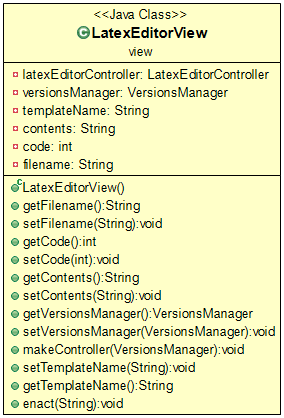 <<Java Class>>
LatexEditorView
view
latexEditorController: LatexEditorController
versionsManager: VersionsManager
templateName: String
contents: String
code: int
filename: String
LatexEditorView()
getFilename():String
setFilename(String):void
getCode():int
setCode(int):void
getContents():String
setContents(String):void
getVersionsManager():VersionsManager
setVersionsManager(VersionsManager):void
makeController(VersionsManager):void
setTemplateName(String):void
getTemplateName():String
enact(String):void